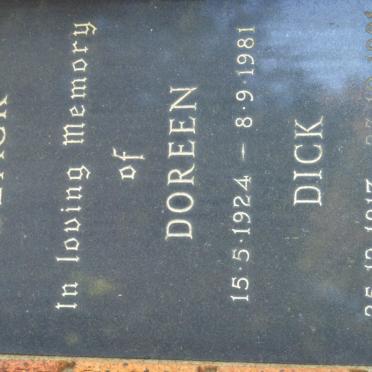 In loving Memory
of
DOREEN
15·5·1924 – 8·9·1981
DICK